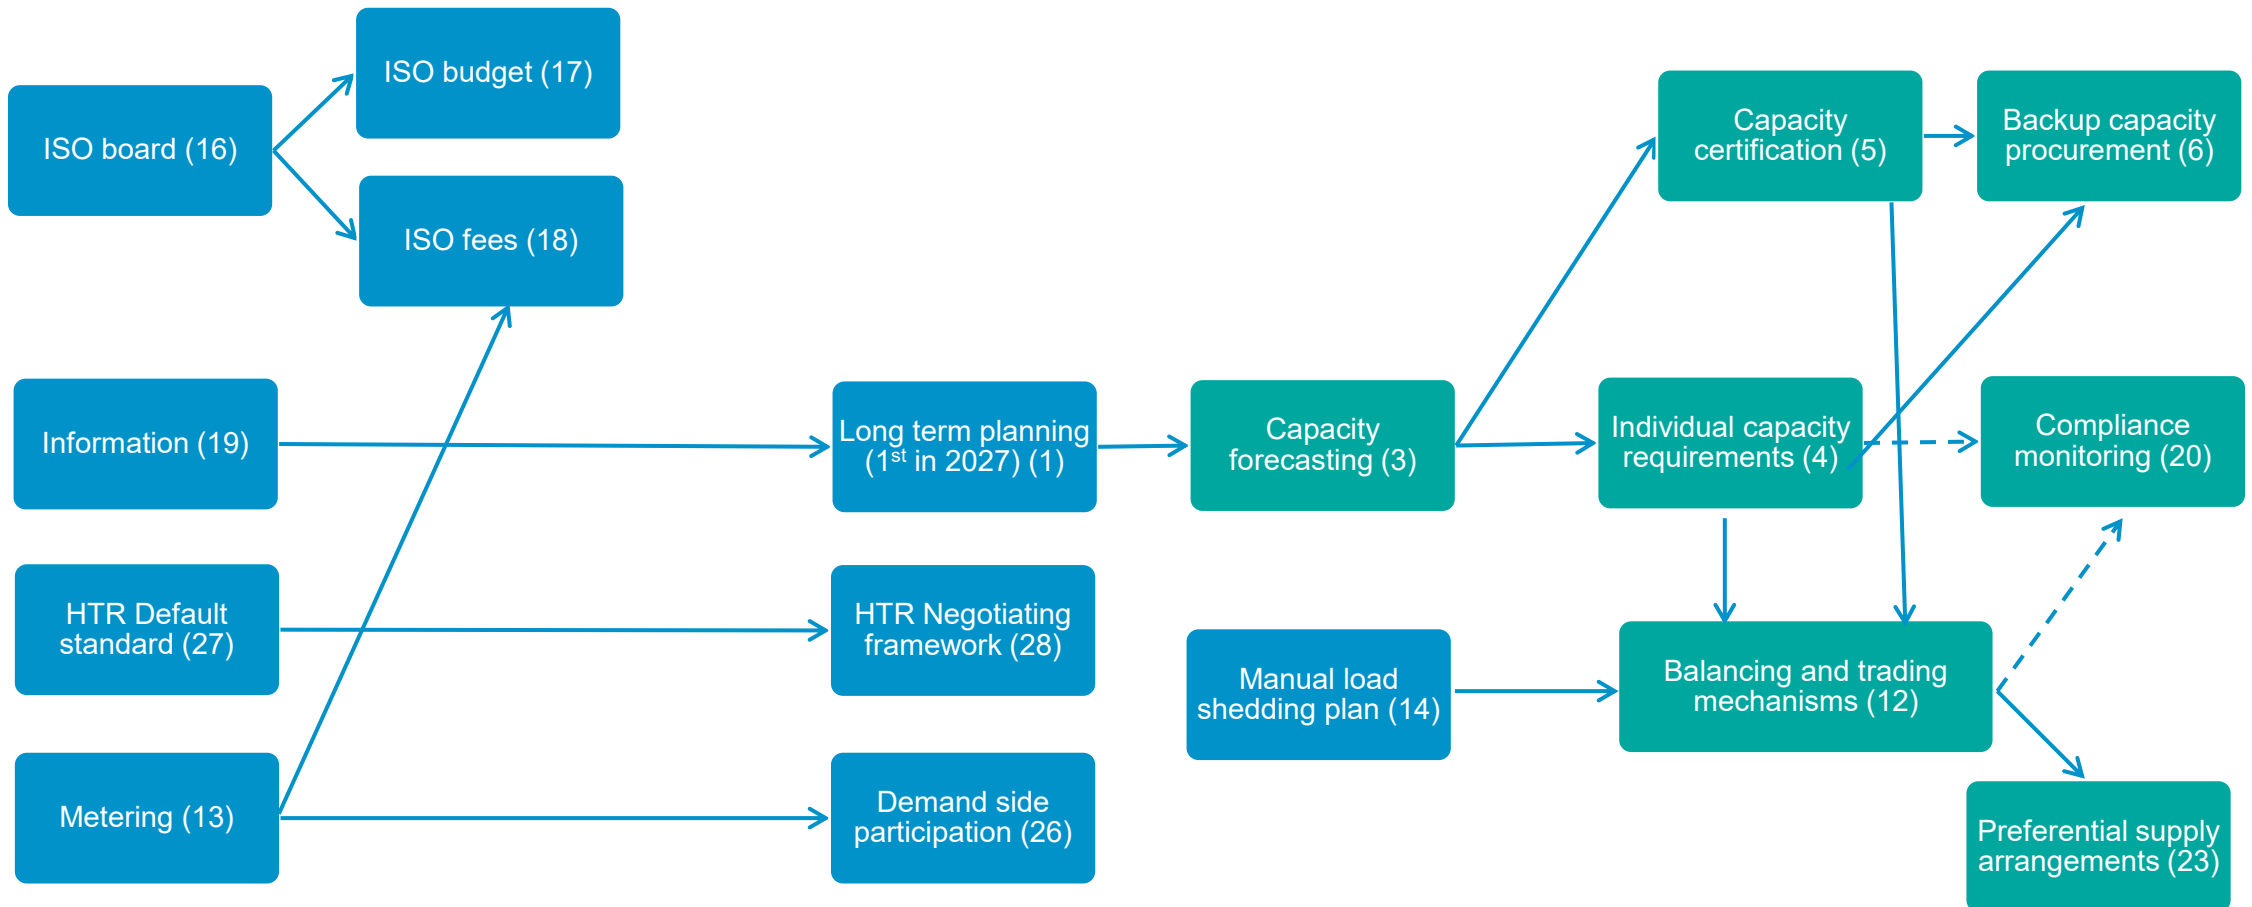 ISO budget (17)
ISO board (16)
ISO fees (18)
Capacity
certification (5)
Backup capacity
procurement (6)
Information (19)
Long term planning
(1st in 2027) (1)
Capacity
forecasting (3)
Individual capacity
requirements (4)
Compliance
monitoring (20)
HTR Default
standard (27)
HTR Negotiating
framework (28)
Manual load
shedding plan (14)
Balancing and trading
mechanisms (12)
Metering (13)
Demand side
participation (26)
Preferential supply
arrangements (23)